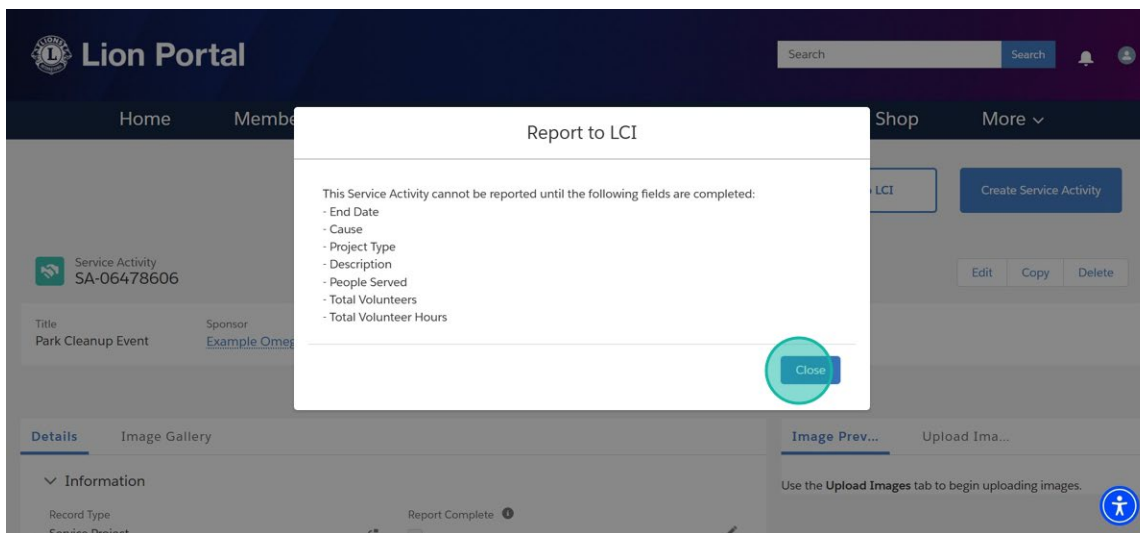 Lion Portal
Search
Search
Home
Shop
More
Report to LCI
This Service Activity cannot be reported until the following fields are completed:
- End Date
- Cause
- Project Type
- Description
- People Served
- Total Volunteers
- Total Volunteer Hours
Close
LCI
Create Service Activity
Service Activity
SA-06478606
Edit Copy Delete
Title
Park Cleanup Event
Sponsor
Example
Details
Image Gallery
Image Prev...
Upload Ima...
Information
Use the Upload Images tab to begin uploading images.
Record Type
Report Complete
Service Project